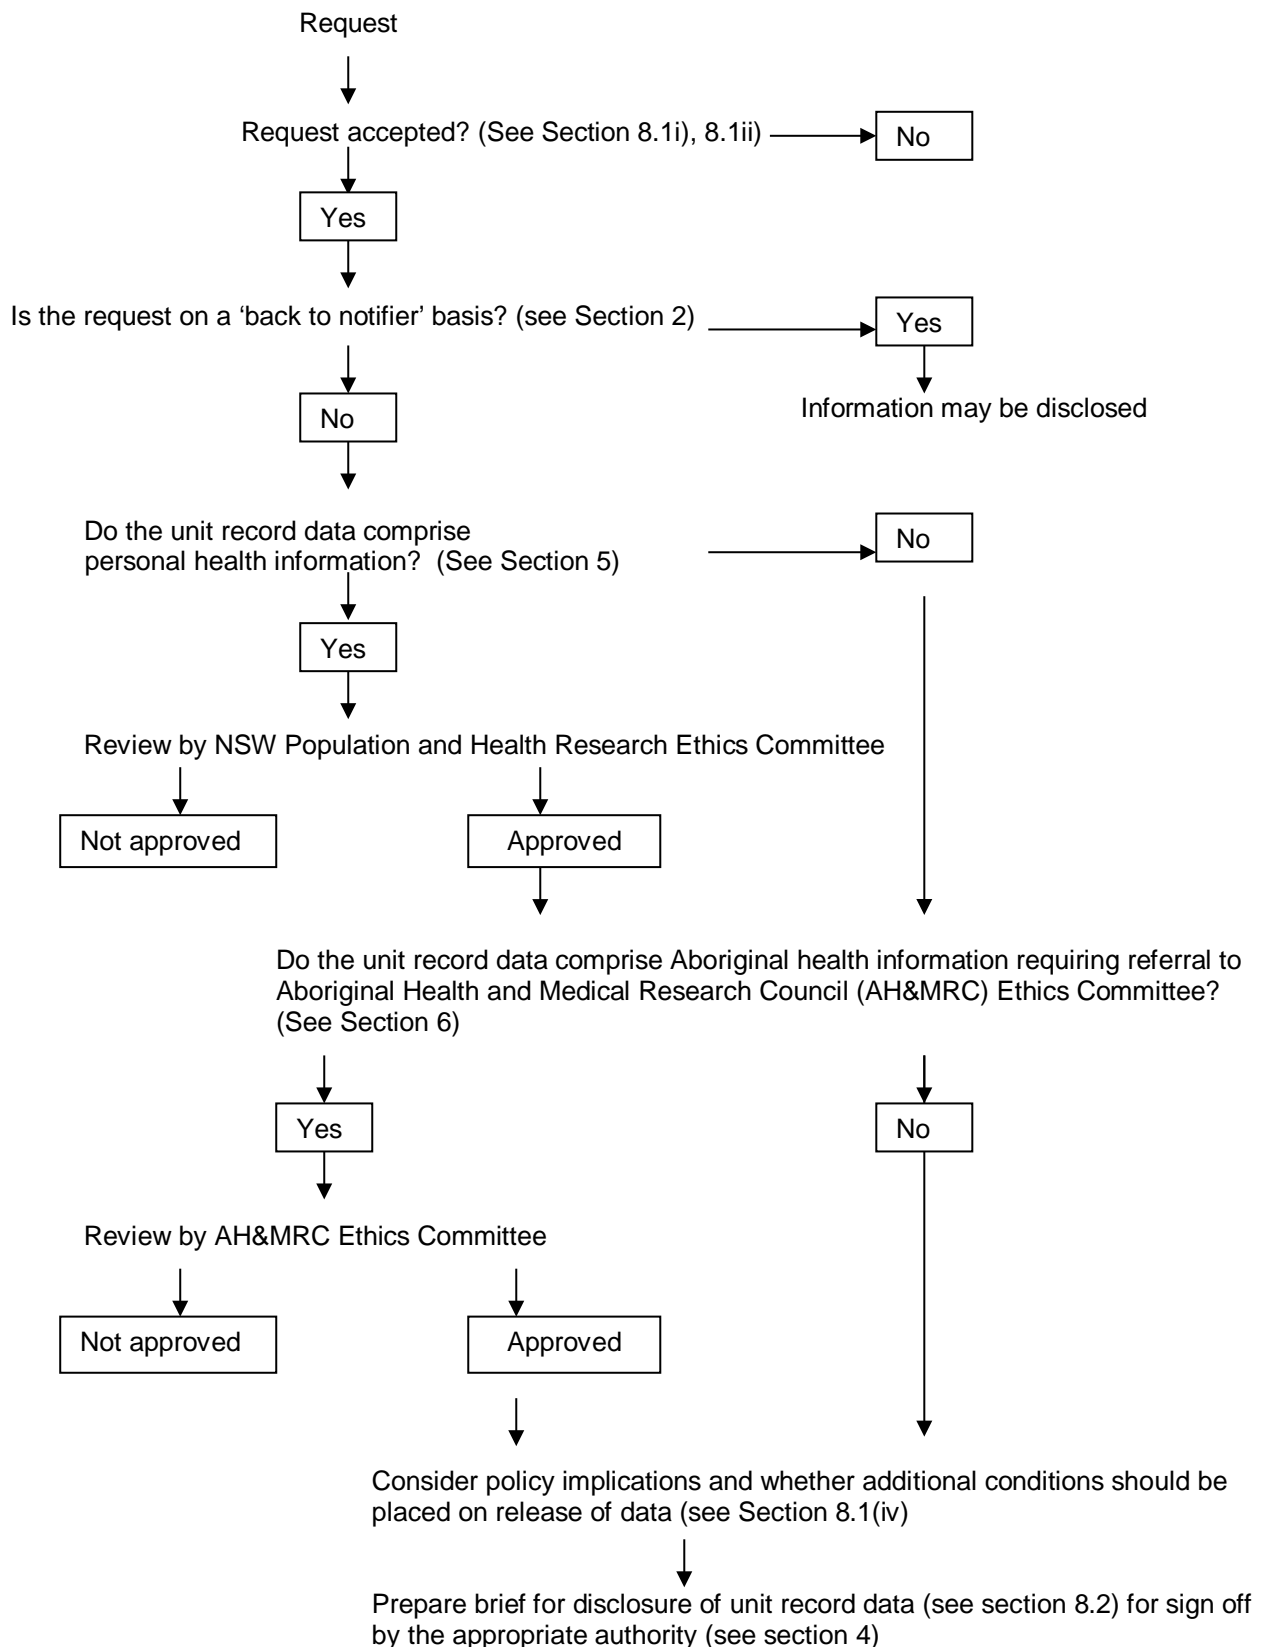 Request
Request accepted? (See Section 8.1i), 8.1ii)
No
Yes
Is the request on a ‘back to notifier’ basis? (see Section 2)
Yes
Information may be disclosed
No
Do the unit record data comprise
personal health information?  (See Section 5)
No
Yes
Review by NSW Population and Health Research Ethics Committee
Not approved
Approved
Do the unit record data comprise Aboriginal health information requiring referral to
Aboriginal Health and Medical Research Council (AH&MRC) Ethics Committee?
(See Section 6)
Yes
No
Review by AH&MRC Ethics Committee
Not approved
Approved
Consider policy implications and whether additional conditions should be
placed on release of data (see Section 8.1(iv)
Prepare brief for disclosure of unit record data (see section 8.2) for sign off
by the appropriate authority (see section 4)